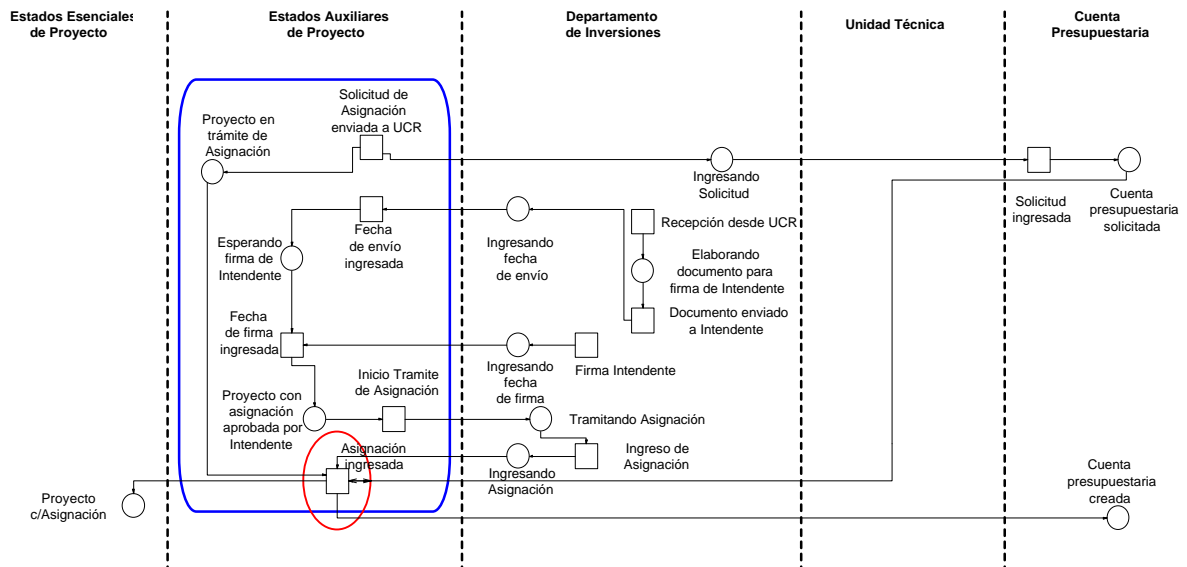 Estados Esenciales
de Proyecto
Estados Auxiliares
de Proyecto
Departamento
de Inversiones
Unidad Técnica
Cuenta
Presupuestaria
Solicitud de
Asignación
enviada a UCR
Proyecto en
trámite de
Asignación
Ingresando
Solicitud
Solicitud
ingresada
Cuenta
presupuestaria
solicitada
Recepción desde UCR
Fecha
de envío
ingresada
Ingresando
fecha
de envío
Esperando
firma de
Intendente
Elaborando
documento para
firma de Intendente
Documento enviado
a Intendente
Fecha
de firma
ingresada
Ingresando
fecha
de firma
Firma Intendente
Inicio Tramite
de Asignación
Proyecto con
asignación
aprobada por
Intendente
Tramitando Asignación
Asignación
ingresada
Ingreso de
Asignación
Ingresando
Asignación
Proyecto
c/Asignación
Cuenta
presupuestaria
creada